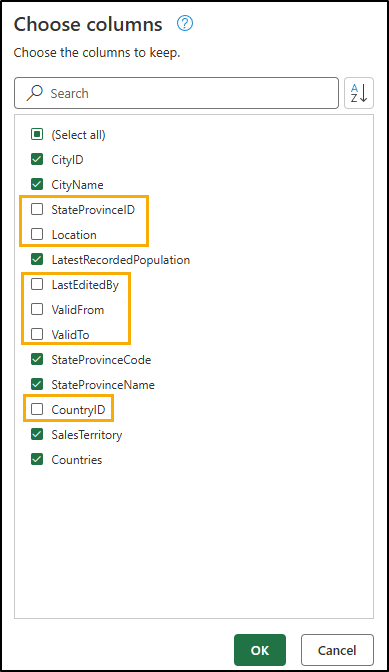 Choose columns ?
Choose the columns to keep.
Search
A
Z
(Select all)
CityID
CityName
StateProvinceID
Location
LatestRecordedPopulation
LastEditedBy
ValidFrom
ValidTo
StateProvinceCode
StateProvinceName
CountryID
SalesTerritory
Countries
OK Cancel